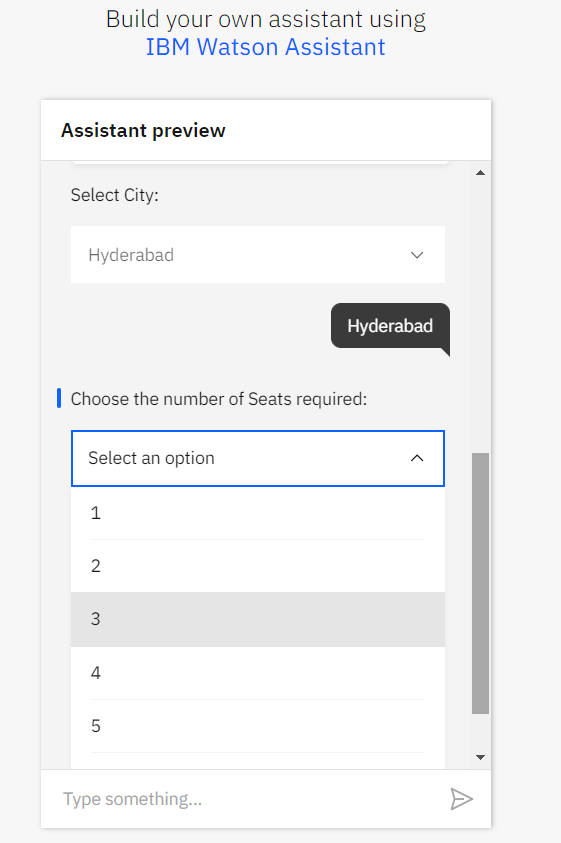 Build your own assistant using
IBM Watson Assistant
Assistant preview
Select City:
Hyderabad
Hyderabad
Choose the number of Seats required:
Select an option
1
2
3
4
5
Type something...